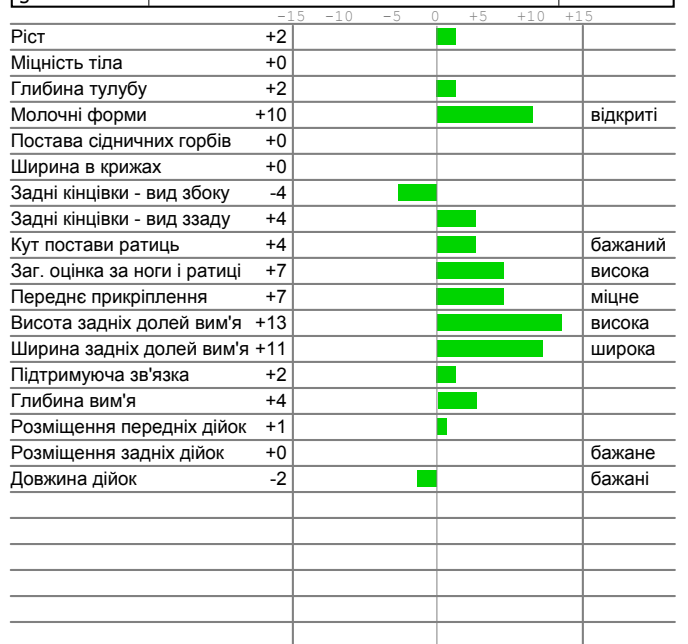 -15 -10 -5 0 +5 +10 +15
Ріст +2
Міцність тіла +0
Глибина тулубу +2
Молочні форми +10 відкриті
Постава сідничних горбів +0
Ширина в крижах +0
Задні кінцівки - вид збоку -4
Задні кінцівки - вид ззаду +4
Кут постави ратиць +4 бажаний
Заг. оцінка за ноги і ратиці +7 висока
Переднє прикріплення +7 міцне
Висота задніх долей вим'я +13 висока
Ширина задніх долей вим'я +11 широка
Підтримуюча зв'язка +2
Глибина вим'я +4
Розміщення передніх дійок +1
Розміщення задніх дійок +0 бажане
Довжина дійок -2 бажані